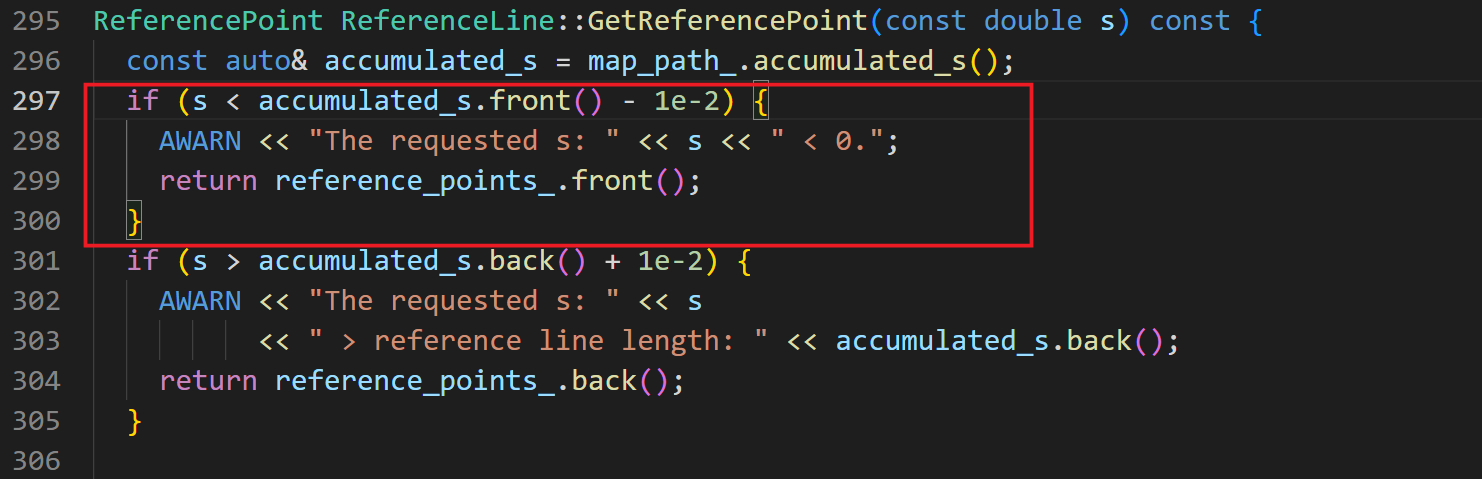 295 ReferencePoint ReferenceLine::GetReferencePoint(const double s) const {
296   const auto& accumulated_s = map_path_.accumulated_s();
297   if (s < accumulated_s.front() - 1e-2) {
298     AWARN << "The requested s: " << s << " < 0.";
299     return reference_points_.front();
300   }
301   if (s > accumulated_s.back() + 1e-2) {
302     AWARN << "The requested s: " << s
303           << " > reference line length: " << accumulated_s.back();
304     return reference_points_.back();
305   }
306